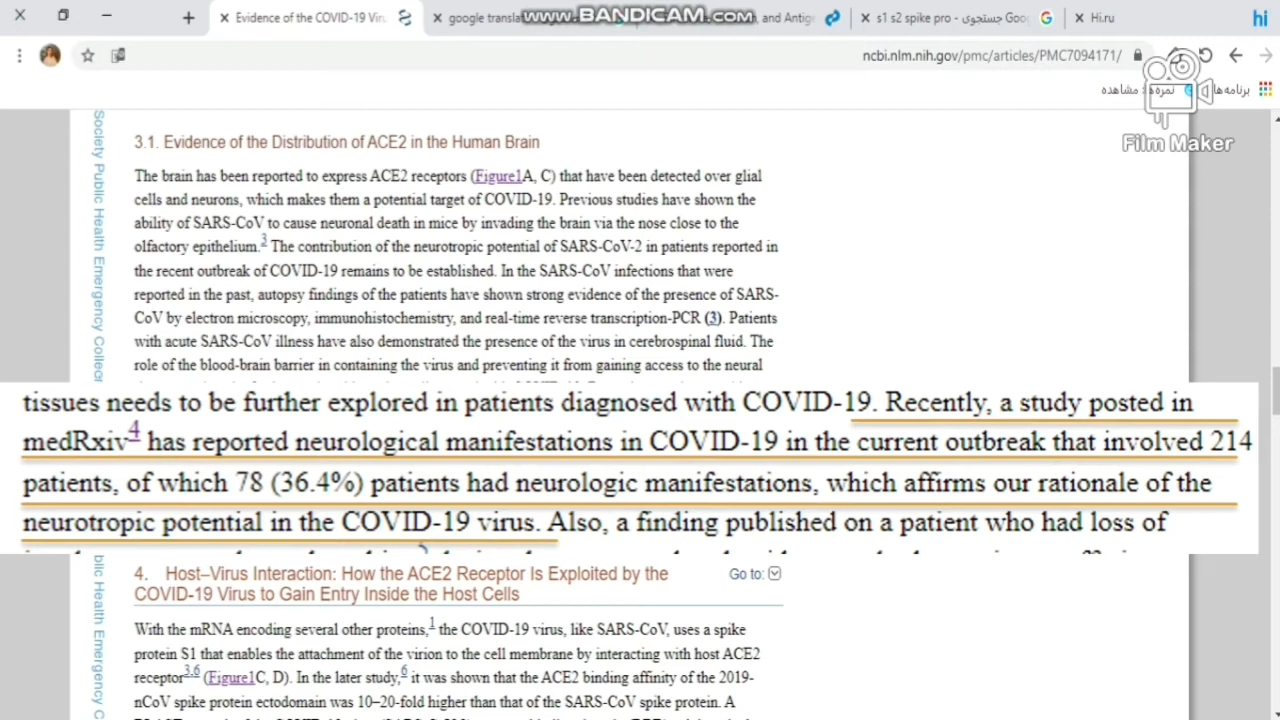 Evidence of the COVID-19 Viru
google transla
www.BANDICAM.com
, and Antige
s1 s2 spike pro - جستجوی Goo
Hi.ru
hi
ncbi.nlm.nih.gov/pmc/articles/PMC7094171/
برنامه‌ها
نمره‌ها مشاهده
Film Maker
Society Public Health Emergency Collection
3.1. Evidence of the Distribution of ACE2 in the Human Brain
The brain has been reported to express ACE2 receptors (Figure1A, C) that have been detected over glial
cells and neurons, which makes them a potential target of COVID-19. Previous studies have shown the
ability of SARS-CoV to cause neuronal death in mice by invading the brain via the nose close to the
olfactory epithelium.3 The contribution of the neurotropic potential of SARS-CoV-2 in patients reported in
the recent outbreak of COVID-19 remains to be established. In the SARS-CoV infections that were
reported in the past, autopsy findings of the patients have shown strong evidence of the presence of SARS-
CoV by electron microscopy, immunohistochemistry, and real-time reverse transcription-PCR (3). Patients
with acute SARS-CoV illness have also demonstrated the presence of the virus in cerebrospinal fluid. The
role of the blood-brain barrier in containing the virus and preventing it from gaining access to the neural
tissues needs to be further explored in patients diagnosed with COVID-19. Recently, a study posted in
medRxiv4 has reported neurological manifestations in COVID-19 in the current outbreak that involved 214
patients, of which 78 (36.4%) patients had neurologic manifestations, which affirms our rationale of the
neurotropic potential in the COVID-19 virus. Also, a finding published on a patient who had loss of
blic Health Emergency C
4. Host–Virus Interaction: How the ACE2 Receptor Is Exploited by the
COVID-19 Virus to Gain Entry Inside the Host Cells
Go to:
With the mRNA encoding several other proteins,1 the COVID-19 virus, like SARS-CoV, uses a spike
protein S1 that enables the attachment of the virion to the cell membrane by interacting with host ACE2
receptor3,6 (Figure1C, D). In the later study,6 it was shown that the ACE2 binding affinity of the 2019-
nCoV spike protein ectodomain was 10–20-fold higher than that of the SARS-CoV spike protein. A